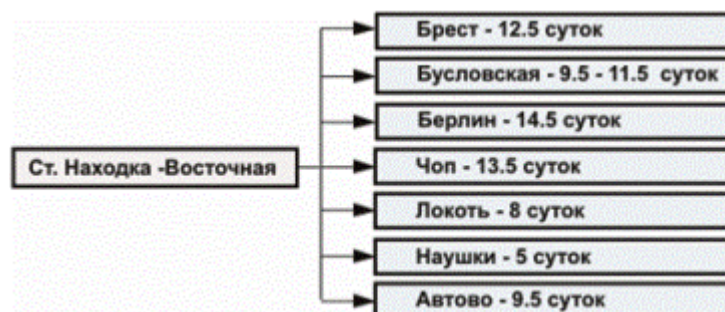 Брест - 12.5 суток
Бусловская - 9.5 - 11.5 суток
Берлин - 14.5 суток
Ст. Находка -Восточная
Чоп - 13.5 суток
Локоть - 8 суток
Наушки - 5 суток
Автово - 9.5 суток